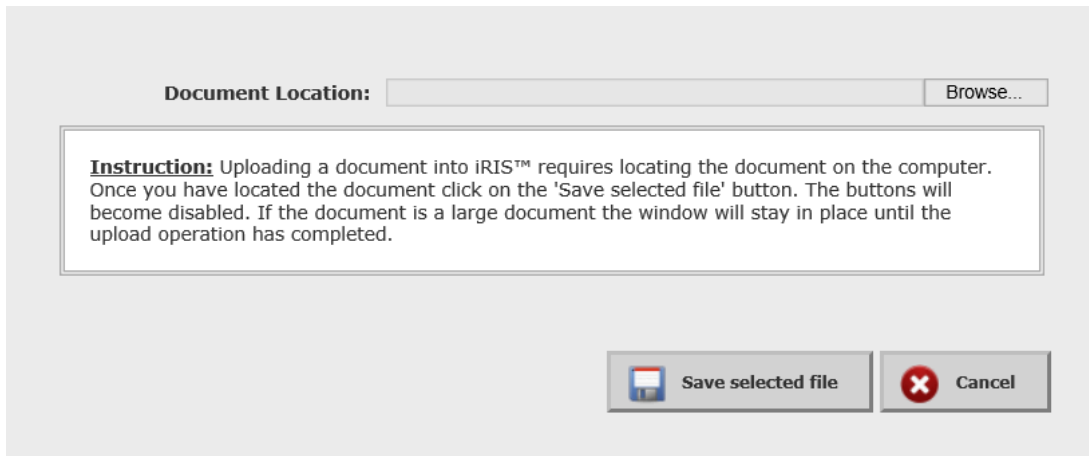 Document Location: Browse...
Instruction: Uploading a document into iRIS™ requires locating the document on the computer.
Once you have located the document click on the 'Save selected file' button. The buttons will
become disabled. If the document is a large document the window will stay in place until the
upload operation has completed.
Save selected file Cancel